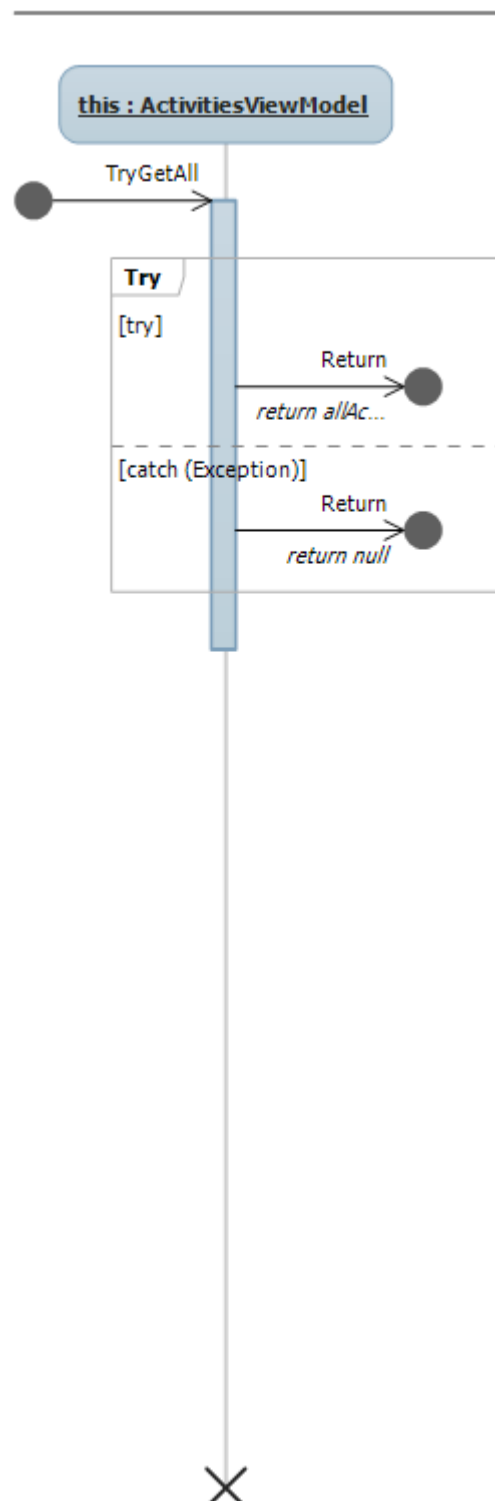 this : ActivitiesViewModel
TryGetAll
Try
[try]
Return
return allAc...
[catch (Exception)]
Return
return null